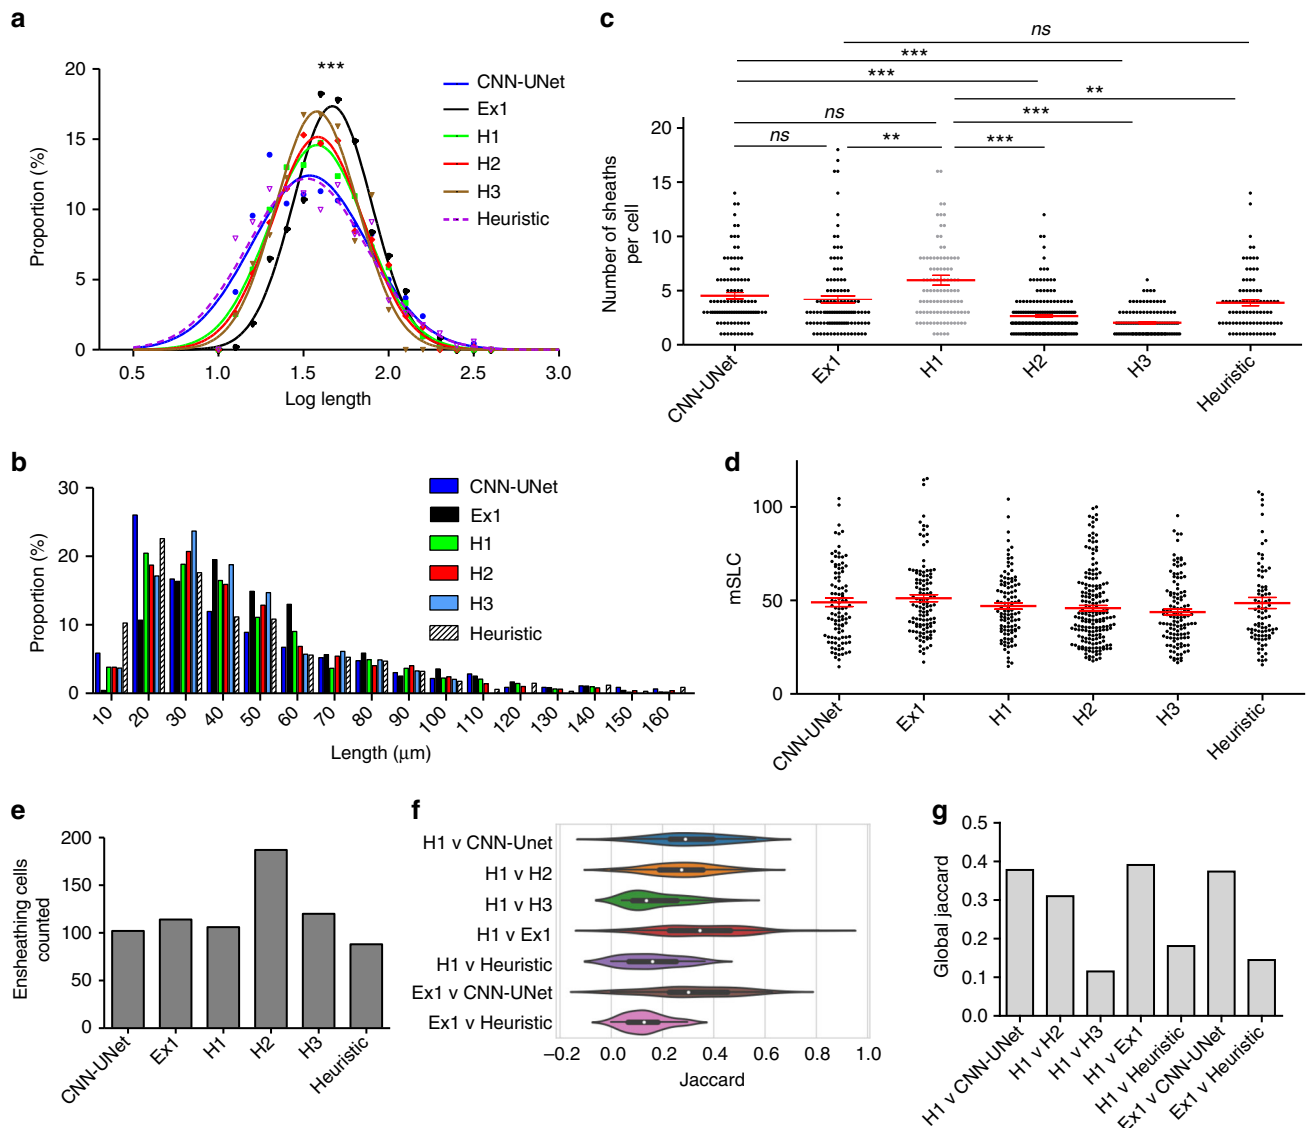 a
***
20
15
10
5
0
Proportion (%)
0.5
1.0
1.5
2.0
2.5
3.0
Log length
CNN-UNet
Ex1
H1
H2
H3
Heuristic
c
ns
***
***
**
ns
***
ns
**
***
20
15
10
5
0
Number of sheaths
per cell
CNN-UNet
Ex1
H1
H2
H3
Heuristic
b
30
20
10
0
Proportion (%)
10
20
30
40
50
60
70
80
90
100
110
120
130
140
150
160
Length (μm)
CNN-UNet
Ex1
H1
H2
H3
Heuristic
d
100
50
0
mSLC
CNN-UNet
Ex1
H1
H2
H3
Heuristic
e
200
150
100
50
0
Ensheathing cells
counted
CNN-UNet
Ex1
H1
H2
H3
Heuristic
f
H1 v CNN-Unet
H1 v H2
H1 v H3
H1 v Ex1
H1 v Heuristic
Ex1 v CNN-UNet
Ex1 v Heuristic
–0.2
0.0
0.2
0.4
0.6
0.8
1.0
Jaccard
g
0.5
0.4
0.3
0.2
0.1
0.0
Global jaccard
H1 v CNN-UNet
H1 v H2
H1 v H3
H1 v Ex1
H1 v Heuristic
Ex1 v CNN-UNet
Ex1 v Heuristic